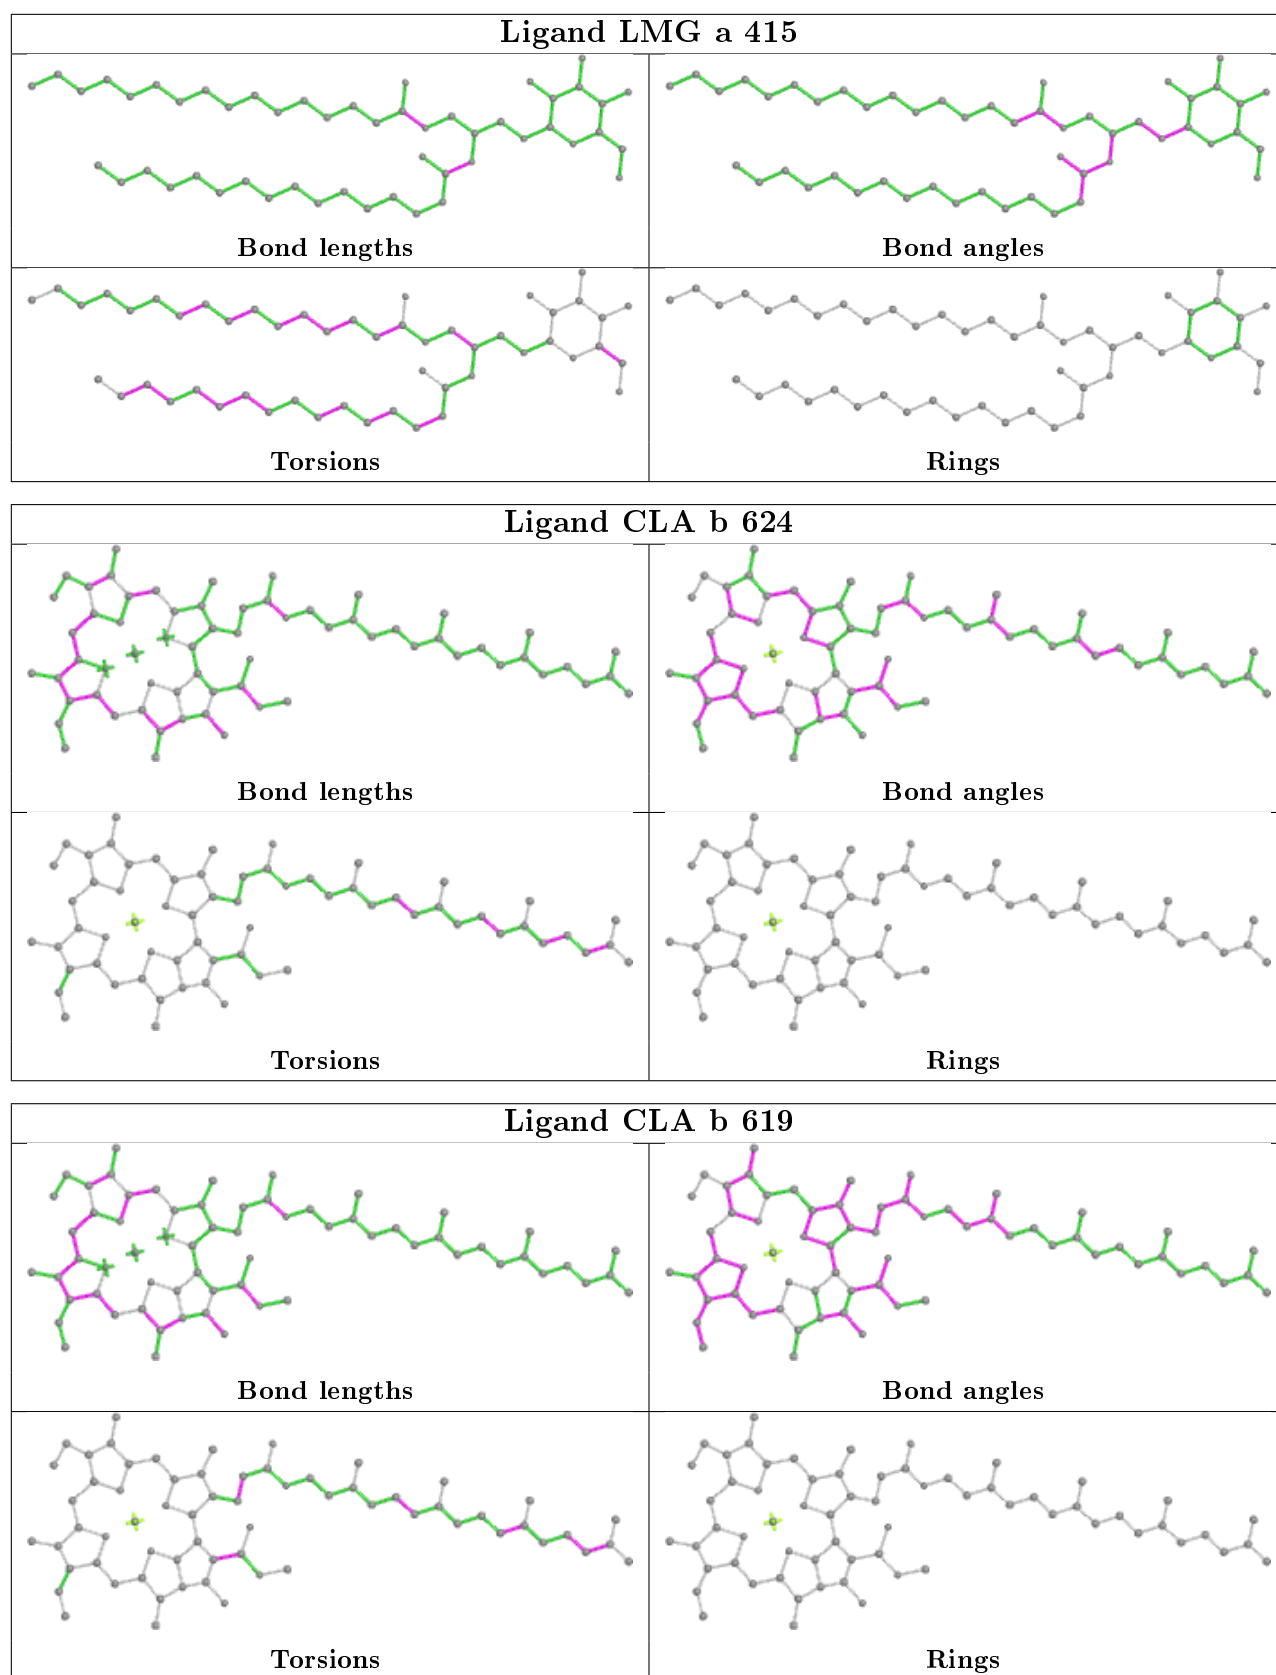 Ligand LMG a 415
Bond lengths
Bond angles
Torsions
Rings
Ligand CLA b 624
Bond lengths
Bond angles
Torsions
Rings
Ligand CLA b 619
Bond lengths
Bond angles
Torsions
Rings